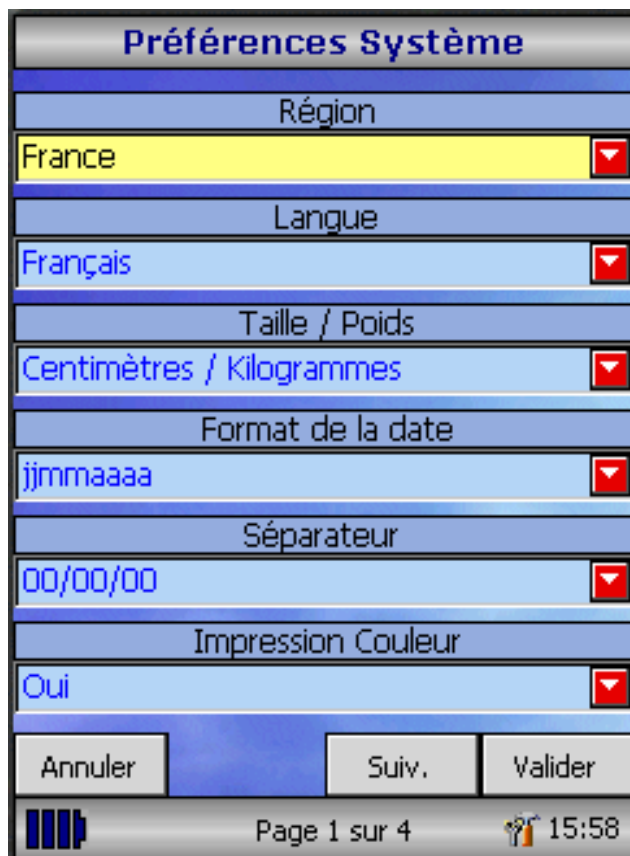 Préférences Système
Région
France
Langue
Français
Taille / Poids
Centimètres / Kilogrammes
Format de la date
jjmmaaaa
Séparateur
00/00/00
Impression Couleur
Oui
Annuler Suiv. Valider
Page 1 sur 4 15:58